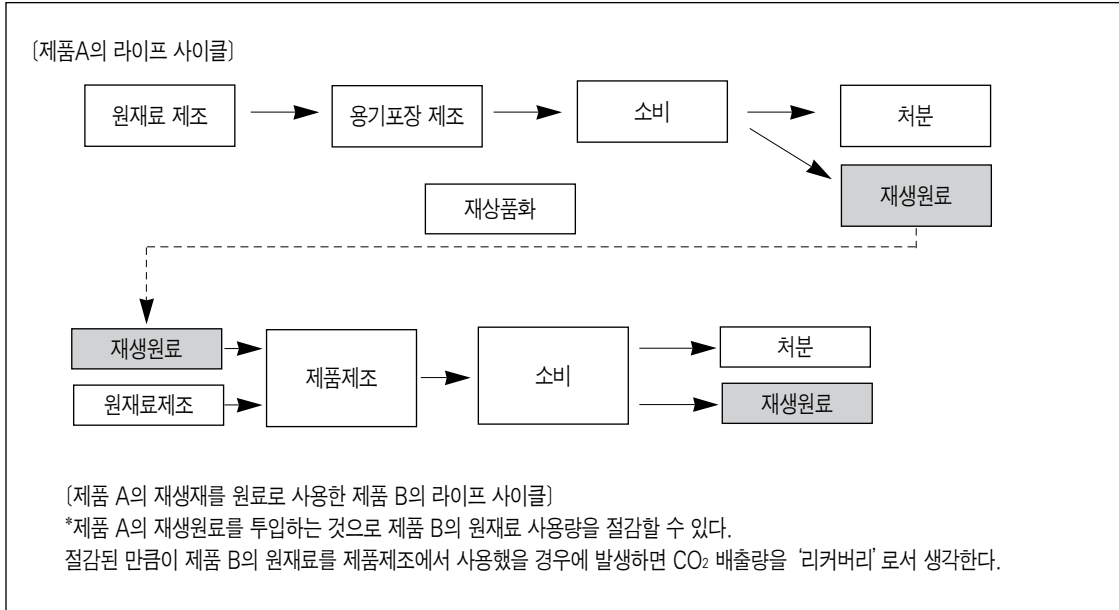 〔제품A의 라이프 사이클〕
원재료 제조
용기포장 제조
소비
처분
재생원료
재상품화
재생원료
원재료제조
제품제조
소비
처분
재생원료
〔제품 A의 재생재를 원료로 사용한 제품 B의 라이프 사이클〕
*제품 A의 재생원료를 투입하는 것으로 제품 B의 원재료 사용량을 절감할 수 있다.
절감된 만큼이 제품 B의 원재료를 제품제조에서 사용했을 경우에 발생하면 CO₂ 배출량을 ‘리커버리’로서 생각한다.